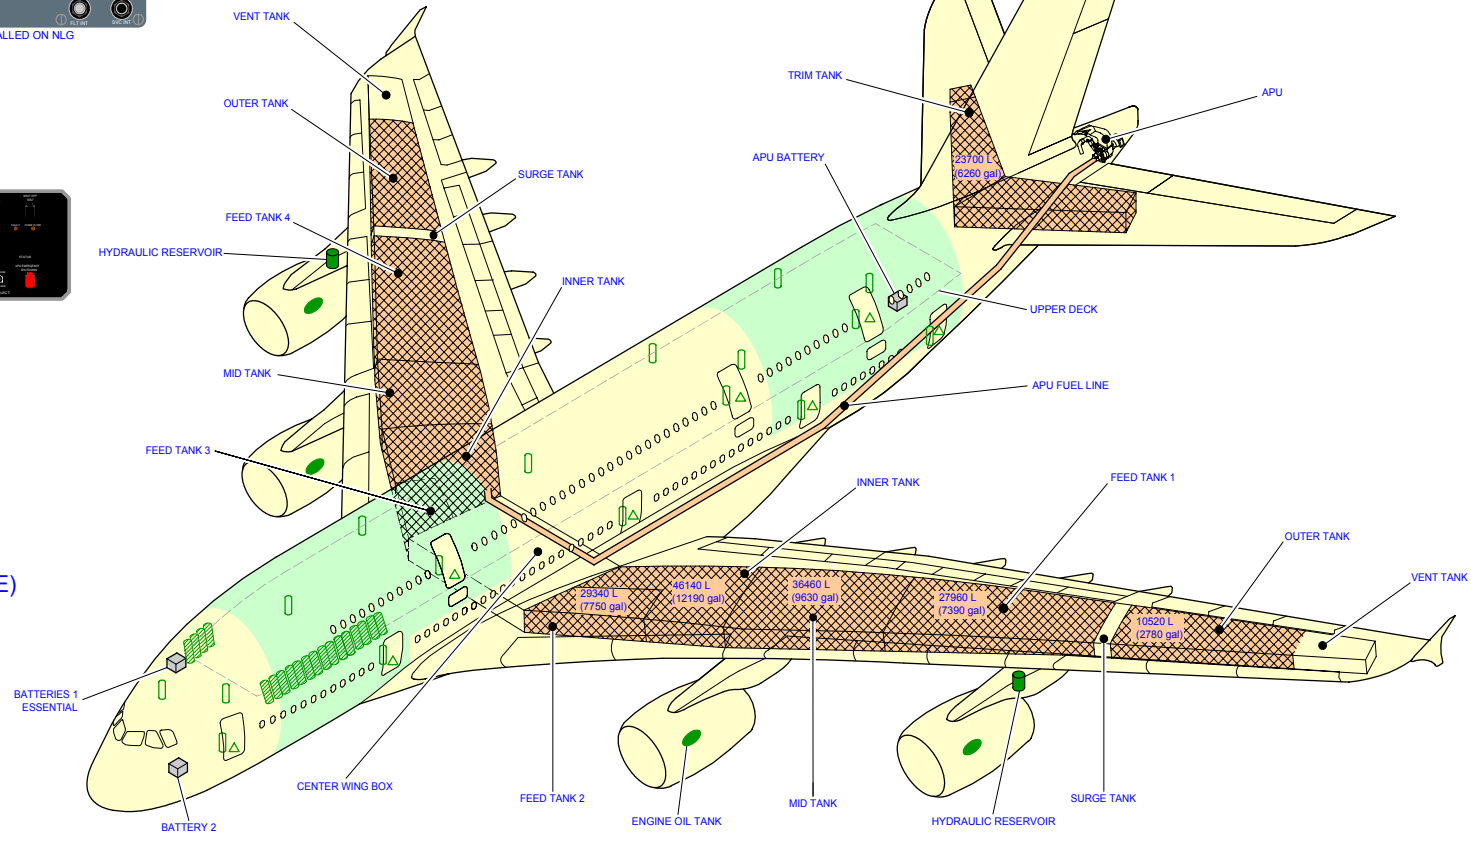 FLT INT
SVC INT
ALLED ON NLG
VENT TANK
OUTER TANK
SURGE TANK
FEED TANK 4
HYDRAULIC RESERVOIR
INNER TANK
MID TANK
FEED TANK 3
TRIM TANK
APU
APU BATTERY
23700 L
(6260 gal)
UPPER DECK
APU FUEL LINE
INNER TANK
FEED TANK 1
OUTER TANK
VENT TANK
E)
29340 L
(7750 gal)
46140 L
(12190 gal)
36460 L
(9630 gal)
27960 L
(7390 gal)
10520 L
(2780 gal)
BATTERIES 1
ESSENTIAL
BATTERY 2
CENTER WING BOX
FEED TANK 2
ENGINE OIL TANK
MID TANK
HYDRAULIC RESERVOIR
SURGE TANK